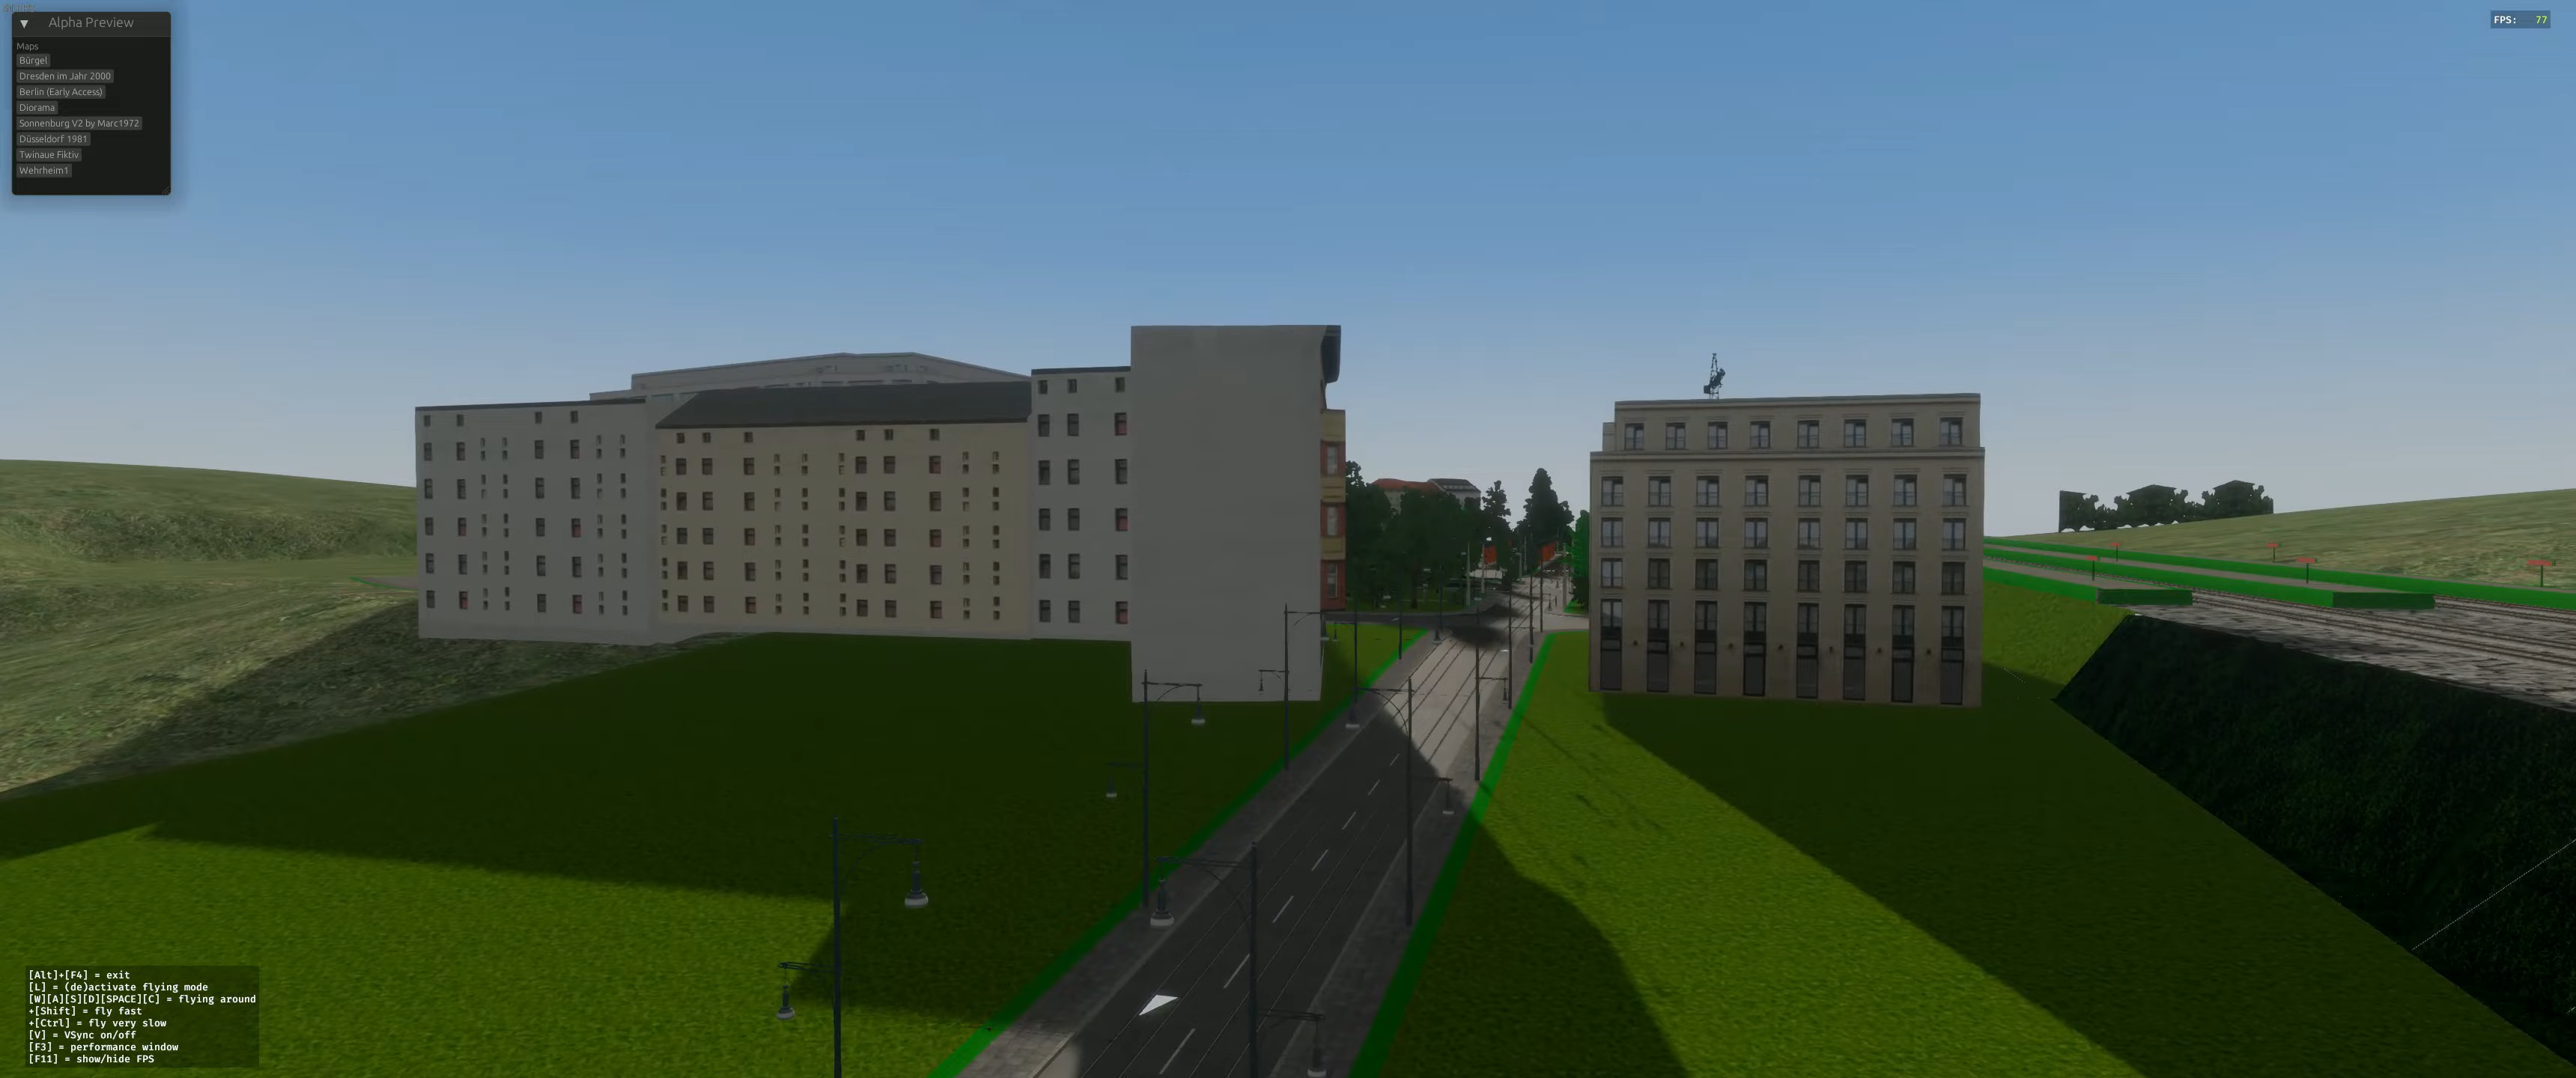 Alpha Preview
Maps
Bürgel
Dresden im Jahr 2000
Berlin (Early Access)
Diorama
Sonnenburg V2 by Marc1972
Düsseldorf 1981
Twinaue Fiktiv
Wehrheim1
FPS: 77
[Alt]+[F4] = exit
[L] = (de)activate flying mode
[W][A][S][D][SPACE][C] = flying around
+[Shift] = fly fast
+[Ctrl] = fly very slow
[V] = VSync on/off
[F3] = performance window
[F11] = show/hide FPS